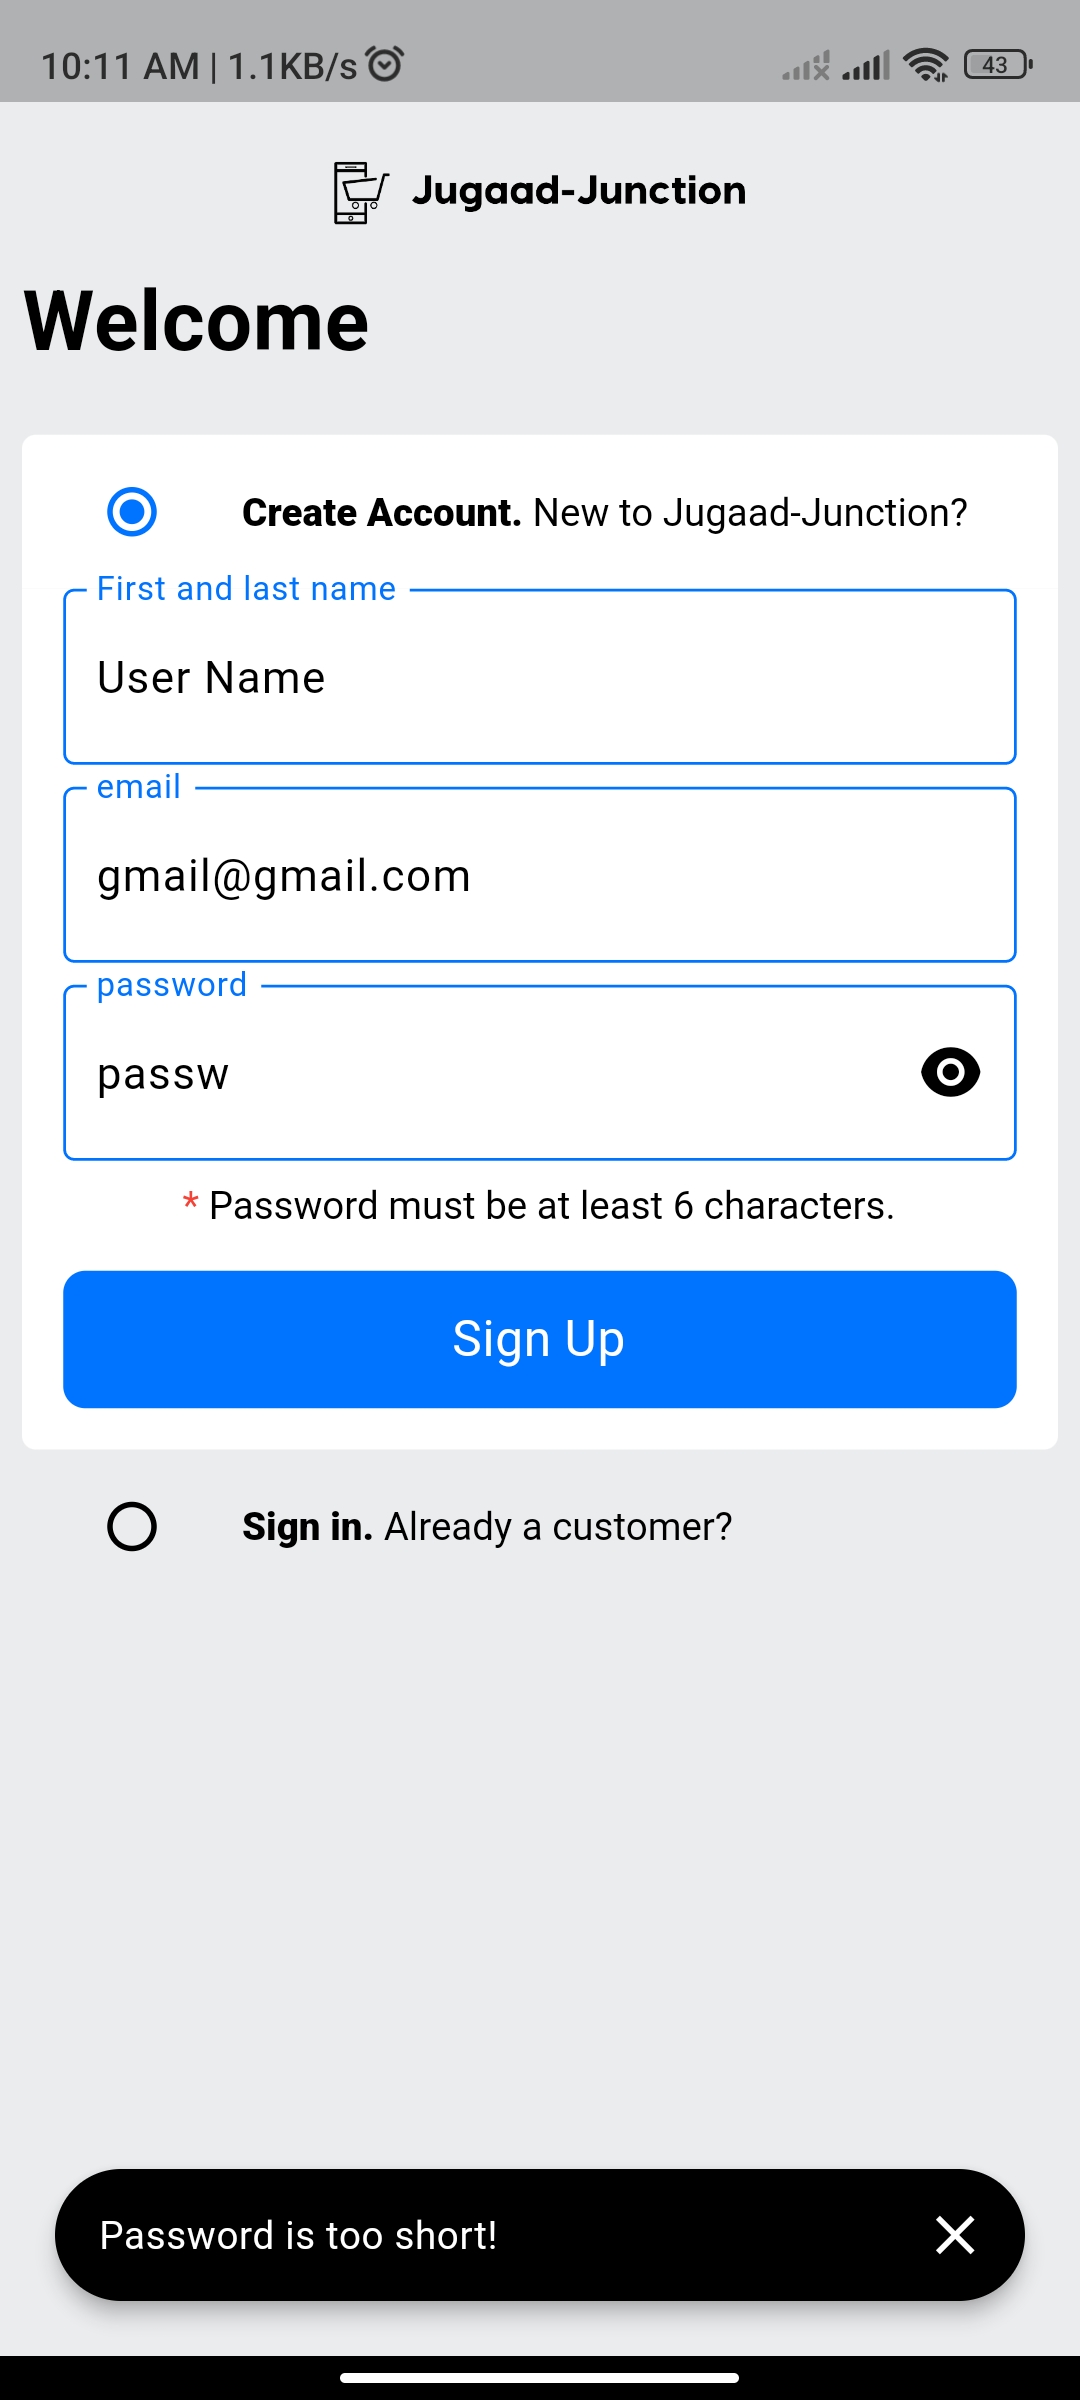 10:11 AM | 1.1KB/s
43
Jugaad-Junction
Welcome
Create Account. New to Jugaad-Junction?
First and last name
User Name
email
gmail@gmail.com
password
passw
* Password must be at least 6 characters.
Sign Up
Sign in. Already a customer?
Password is too short!